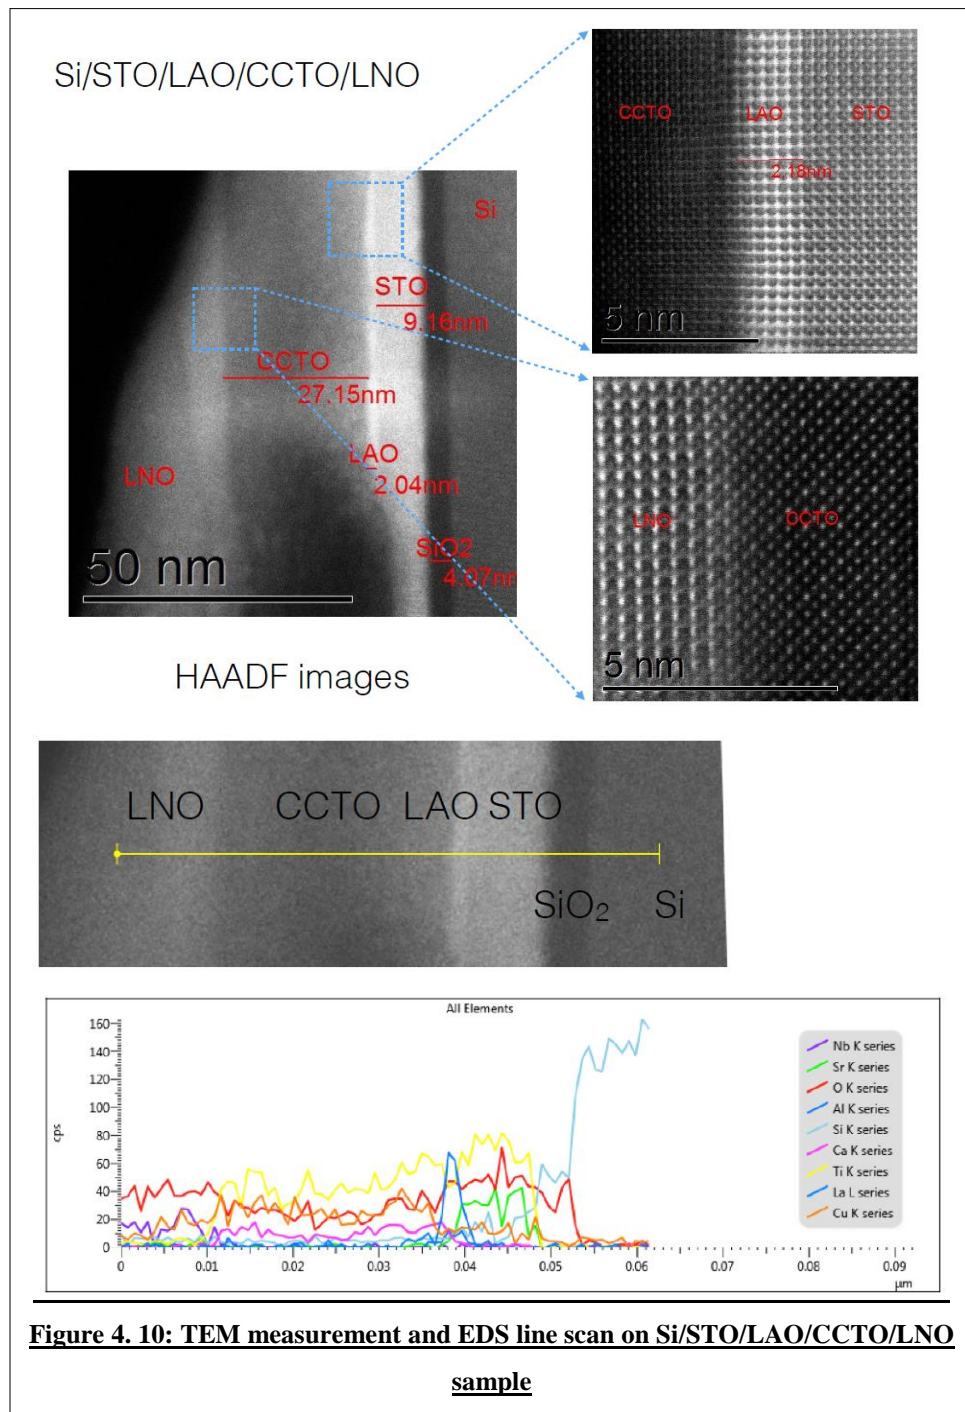 Si/STO/LAO/CCTO/LNO
CCTO LAO STO
2.18nm
5 nm
Si
STO
9.16nm
CCTO
27.15nm
LAO
2.04nm
LNO
SiO2
4.07nm
50 nm
LNO CCTO
5 nm
HAADF images
LNO CCTO LAO STO
SiO₂ Si
All Elements
cps
160
140
120
100
80
60
40
20
0
0 0.01 0.02 0.03 0.04 0.05 0.06 0.07 0.08 0.09
µm
Nb K series
Sr K series
O K series
Al K series
Si K series
Ca K series
Ti K series
La L series
Cu K series
Figure 4. 10: TEM measurement and EDS line scan on Si/STO/LAO/CCTO/LNO
sample